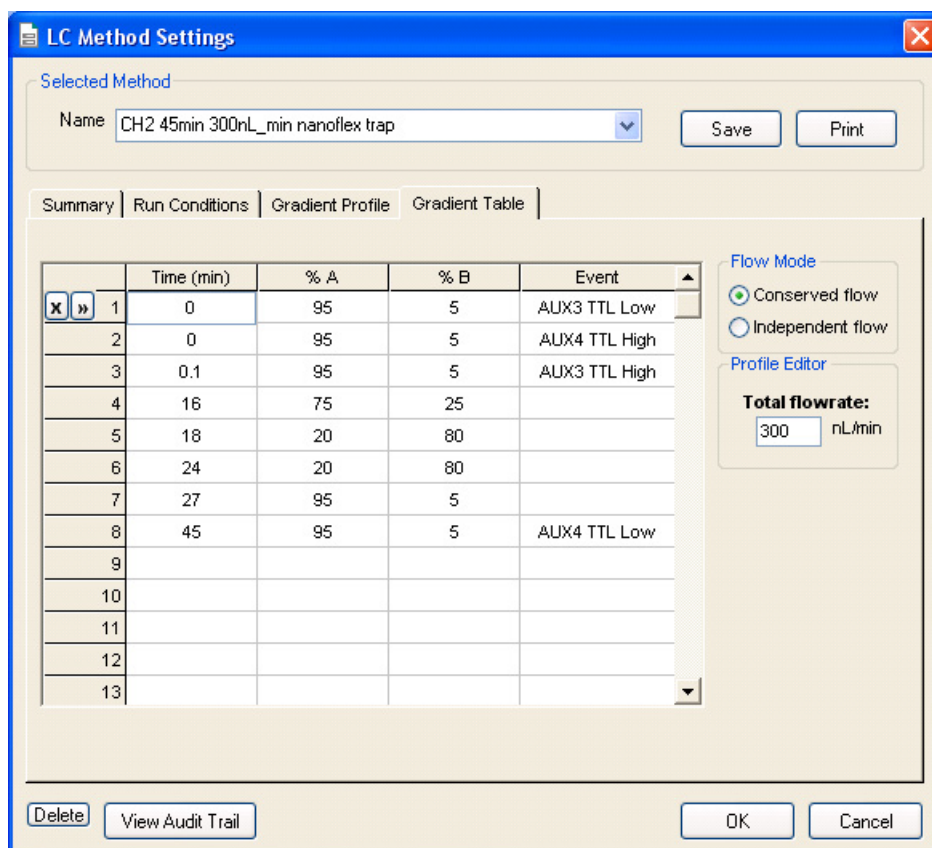 LC Method Settings
Selected Method
Name CH2 45min 300nL_min nanoflex trap Save Print
Summary Run Conditions Gradient Profile Gradient Table
Time (min) % A % B Event
x » 1 0 95 5 AUX3 TTL Low
2 0 95 5 AUX4 TTL High
3 0.1 95 5 AUX3 TTL High
4 16 75 25
5 18 20 80
6 24 20 80
7 27 95 5
8 45 95 5 AUX4 TTL Low
9
10
11
12
13
Flow Mode
Conserved flow
Independent flow
Profile Editor
Total flowrate:
300 nL/min
Delete View Audit Trail OK Cancel